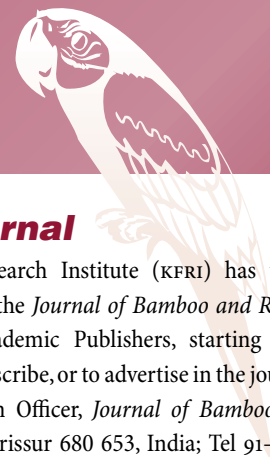 rnal
earch Institute (KFRI) has
the Journal of Bamboo and R
ademic Publishers, starting
scribe, or to advertise in the jou
n Officer, Journal of Bamboo
rissur 680 653, India; Tel 91-